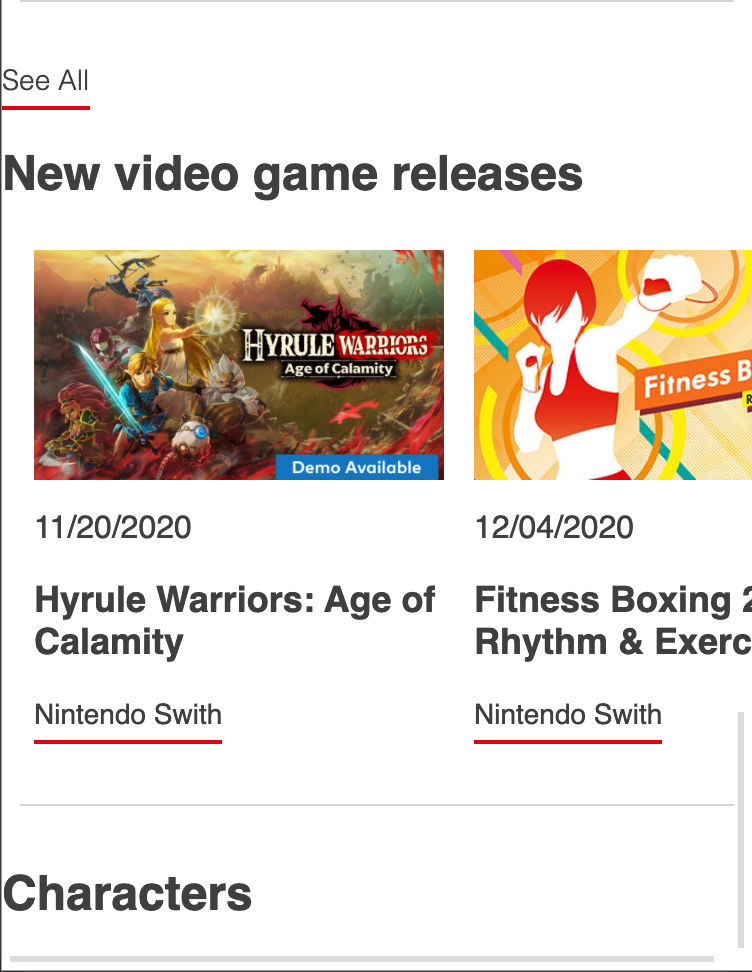 See All
New video game releases
HYRULE WARRIORS
Age of Calamity
Demo Available
Fitness B
R
11/20/2020
12/04/2020
Hyrule Warriors: Age of
Calamity
Fitness Boxing 2
Rhythm & Exerc
Nintendo Swith
Nintendo Swith
Characters